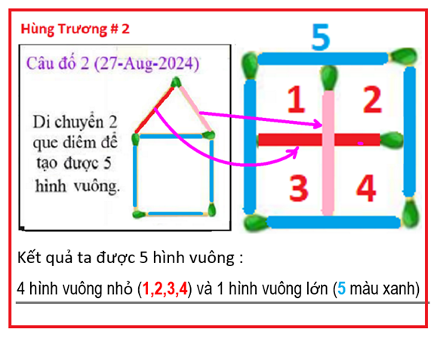 Hùng Trương # 2
Câu đố 2 (27-Aug-2024)
Di chuyển 2
que diêm để
tạo được 5
hình vuông.
5
1 2
3 4
Kết quả ta được 5 hình vuông :
4 hình vuông nhỏ (1,2,3,4) và 1 hình vuông lớn (5 màu xanh)